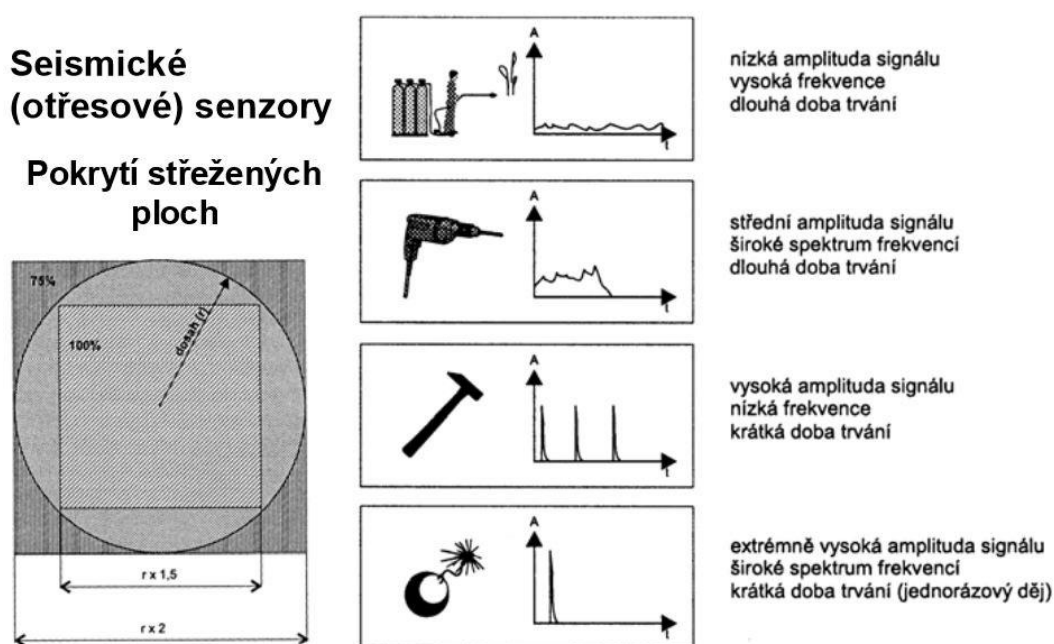 Seismické
(otřesové) senzory
Pokrytí střežených
ploch
75%
100%
dosah (r)
r x 1,5
r x 2
A
t
nízká amplituda signálu
vysoká frekvence
dlouhá doba trvání
A
t
střední amplituda signálu
široké spektrum frekvencí
dlouhá doba trvání
A
t
vysoká amplituda signálu
nízká frekvence
krátká doba trvání
A
t
extrémně vysoká amplituda signálu
široké spektrum frekvencí
krátká doba trvání (jednorázový děj)